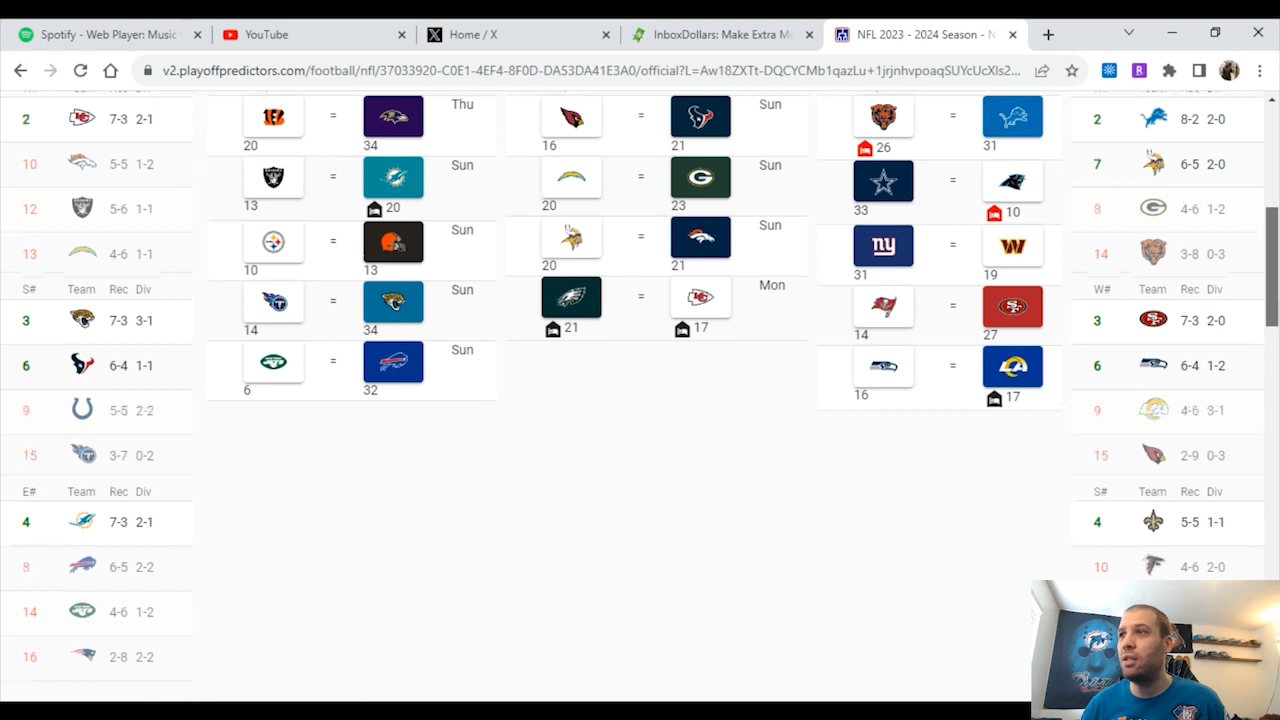 Spotify - Web Player: Music
YouTube
Home / X
InboxDollars: Make Extra Mo
NFL 2023 - 2024 Season - N
v2.playoffpredictors.com/football/nfl/37033920-C0E1-4EF4-8F0D-DA53DA41E3A0/official?L=Aw18ZXTt-DQCYCMb1qazLu+1jrjnhvpoaqSUYcUcXIs2...
2 7-3 2-1
10 5-5 1-2
12 5-6 1-1
13 4-6 1-1
S# Team Rec Div
3 7-3 3-1
6 6-4 1-1
9 5-5 2-2
15 3-7 0-2
E# Team Rec Div
4 7-3 2-1
8 6-5 2-2
14 4-6 1-2
16 2-8 2-2
= Thu
20 34
= Sun
13 20
= Sun
10 13
= Sun
14 34
= Sun
6 32
= Sun
16 21
= Sun
20 23
= Sun
20 21
= Mon
21 17
=
26 31
=
33 10
= ny
31 19
=
14 27
=
16 17
2 8-2 2-0
7 6-5 2-0
8 4-6 1-2
14 3-8 0-3
W# Team Rec Div
3 7-3 2-0
6 6-4 1-2
9 4-6 3-1
15 2-9 0-3
S# Team Rec Div
4 5-5 1-1
10 4-6 2-0